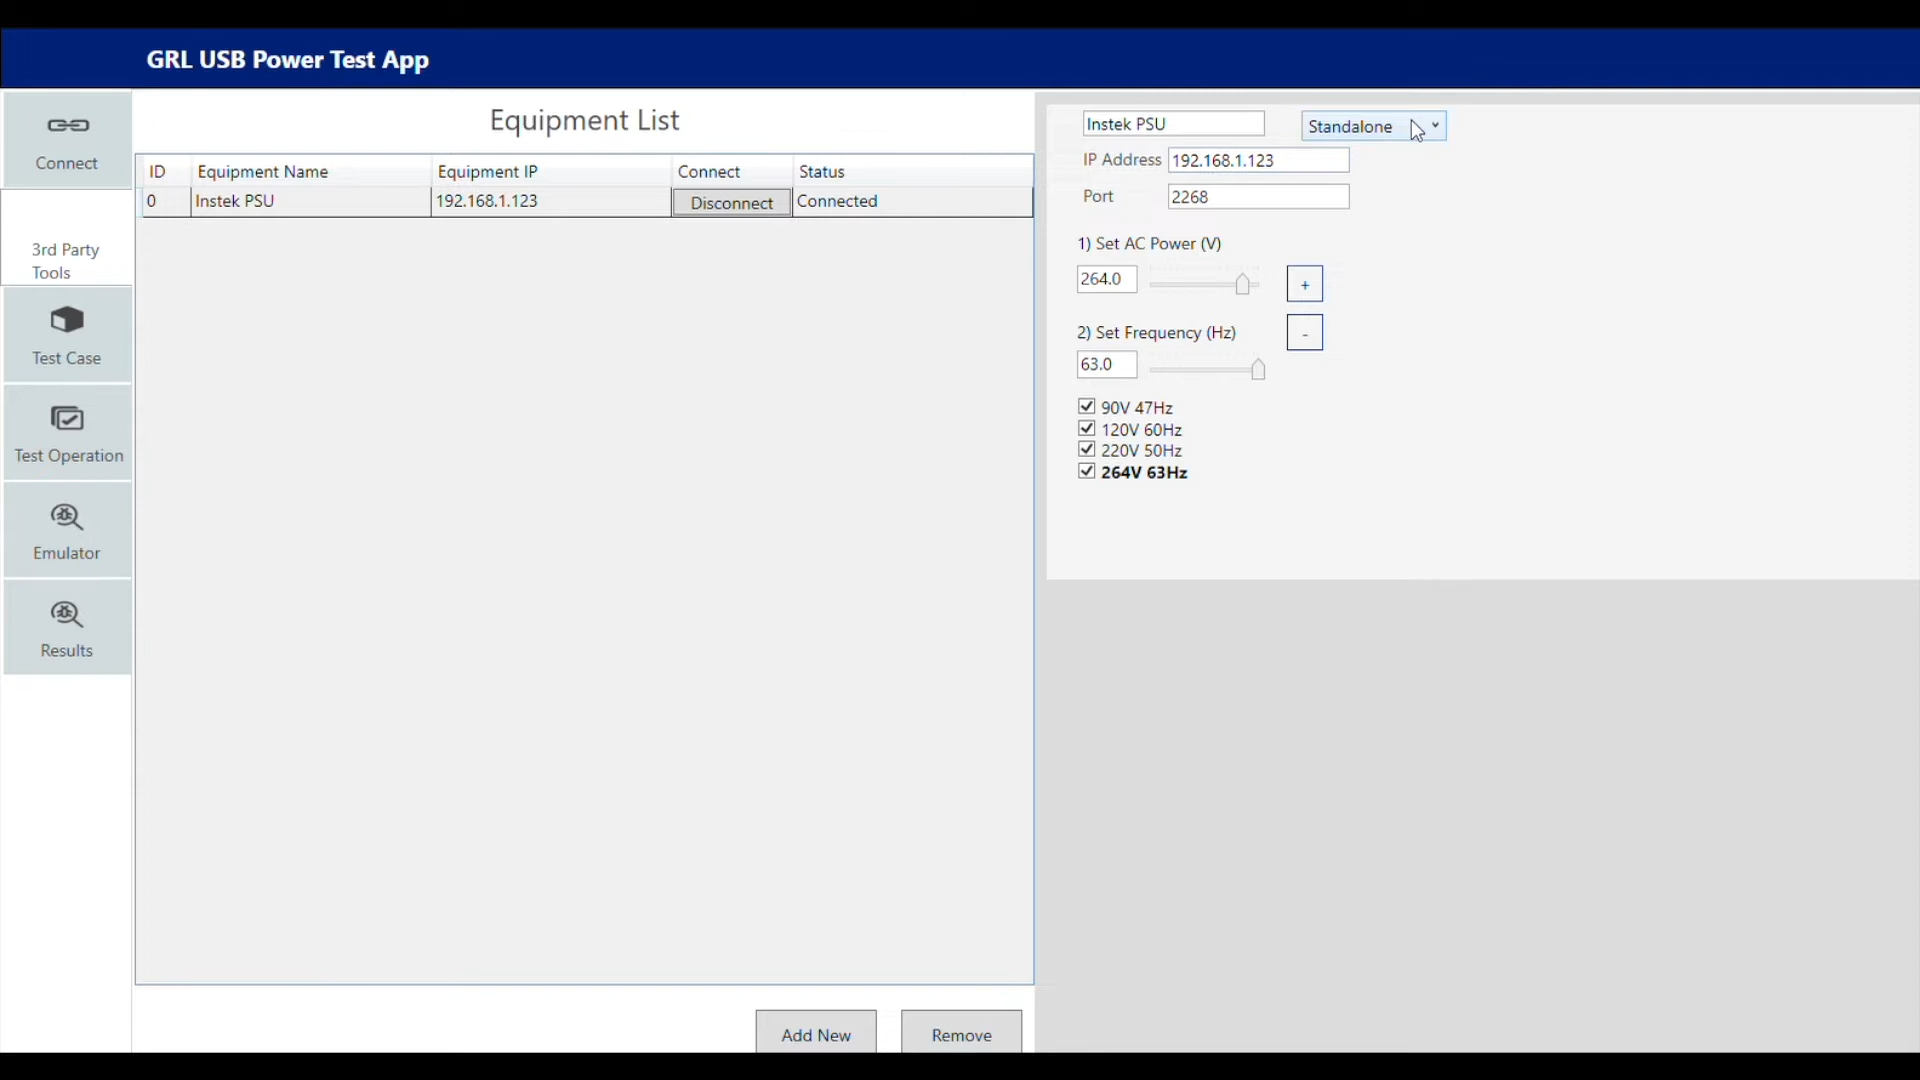 GRL USB Power Test App
Connect
3rd Party
Tools
Test Case
Test Operation
Emulator
Results
Equipment List
ID Equipment Name Equipment IP Connect Status
0 Instek PSU 192.168.1.123 Disconnect Connected
Add New Remove
Instek PSU Standalone
IP Address 192.168.1.123
Port 2268
1) Set AC Power (V)
264.0 +
2) Set Frequency (Hz) -
63.0
90V 47Hz
120V 60Hz
220V 50Hz
264V 63Hz